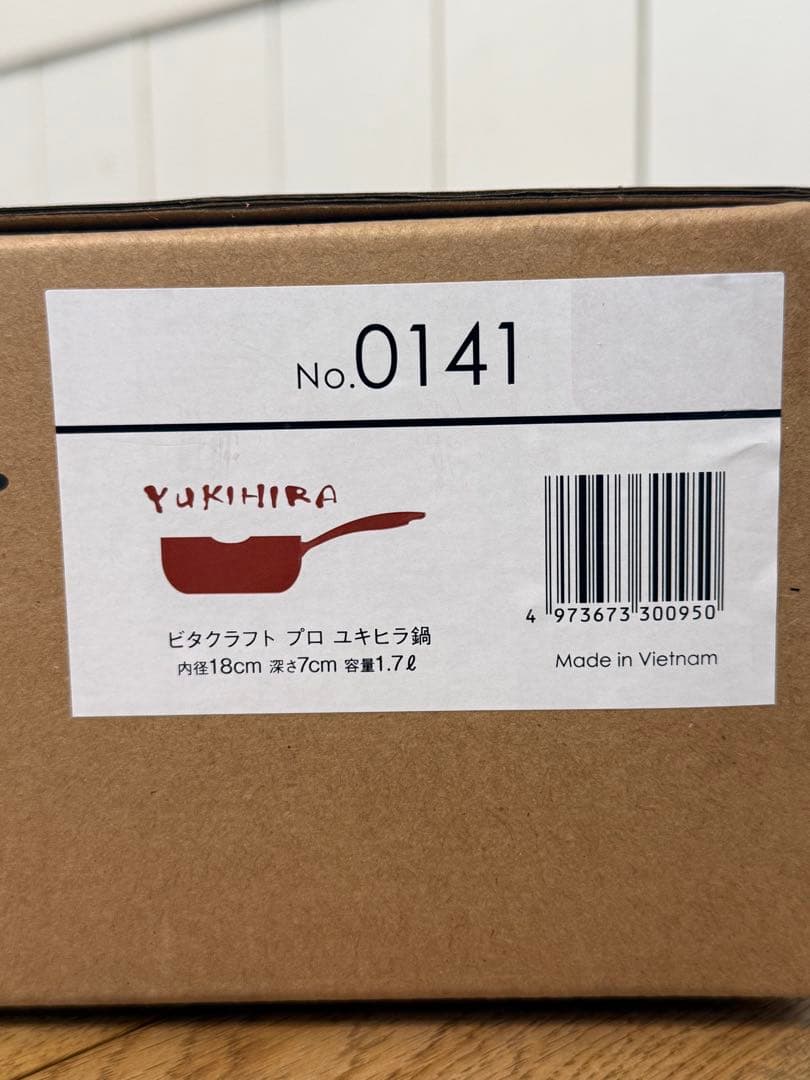 No.0141
YUKIHIRA
ビタクラフト プロ ユキヒラ鍋
内径18cm 深さ7cm 容量1.7ℓ
4 973673 300950
Made in Vietnam